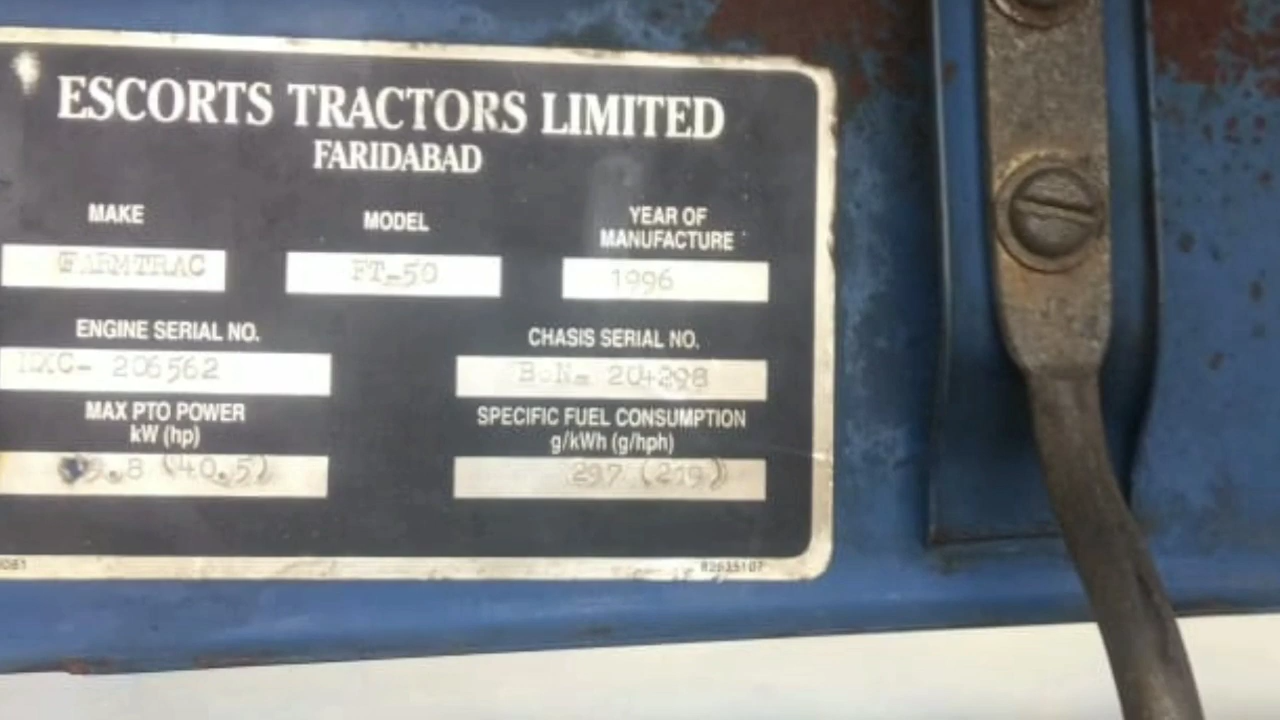 ESCORTS TRACTORS LIMITED
FARIDABAD
MAKE MODEL YEAR OF
MANUFACTURE
FARMTRAC FT-50 1996
ENGINE SERIAL NO. CHASIS SERIAL NO.
206562 204298
MAX PTO POWER SPECIFIC FUEL CONSUMPTION
kW (hp) g/kWh (g/hph)
(40.5) 297 (219)